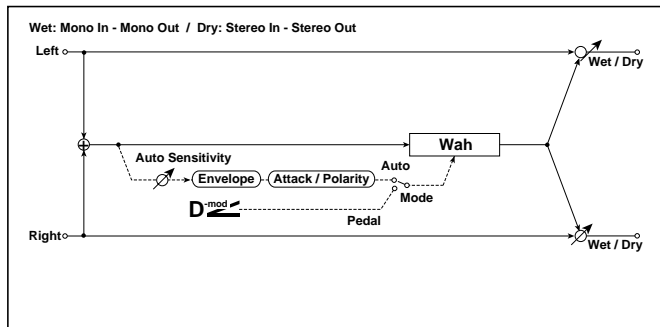 Wet: Mono In - Mono Out / Dry: Stereo In - Stereo Out
Left
Wet / Dry
Wah
Auto Sensitivity
Auto
Envelope
Attack / Polarity
Mode
D-mod
Pedal
Right
Wet / Dry